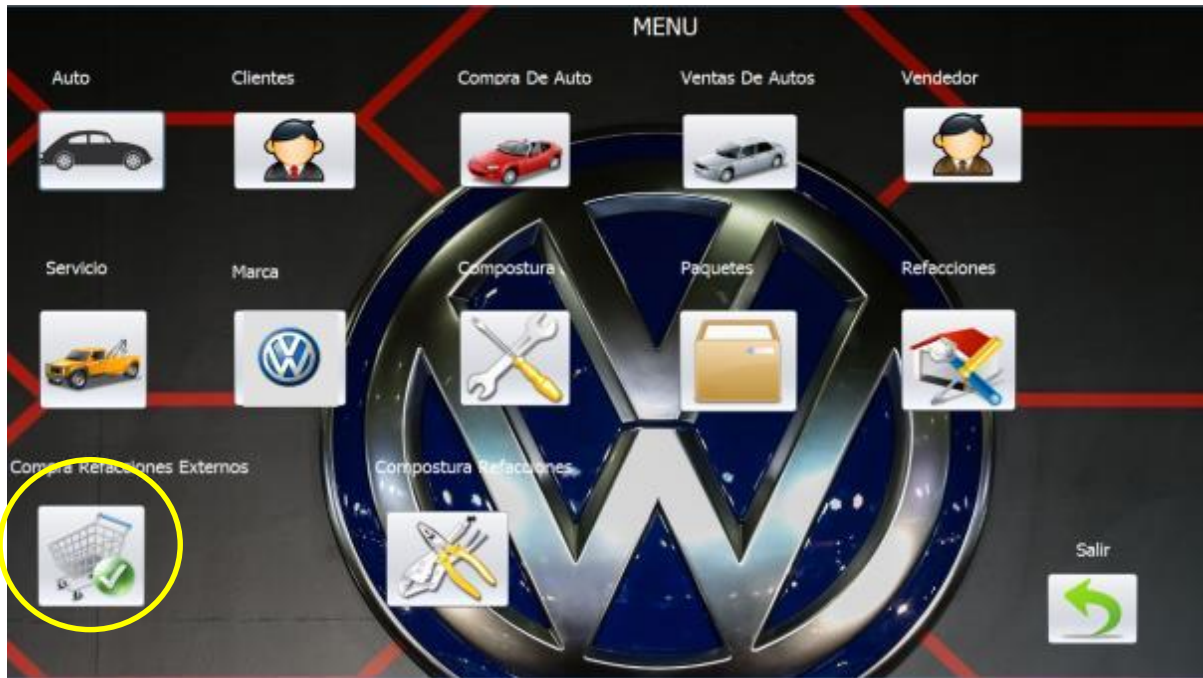 MENU
Auto
Clientes
Compra De Auto
Ventas De Autos
Vendedor
Servicio
Marca
Compostura
Paquetes
Refacciones
Compra Refacciones Externos
Compostura Refacciones
Salir